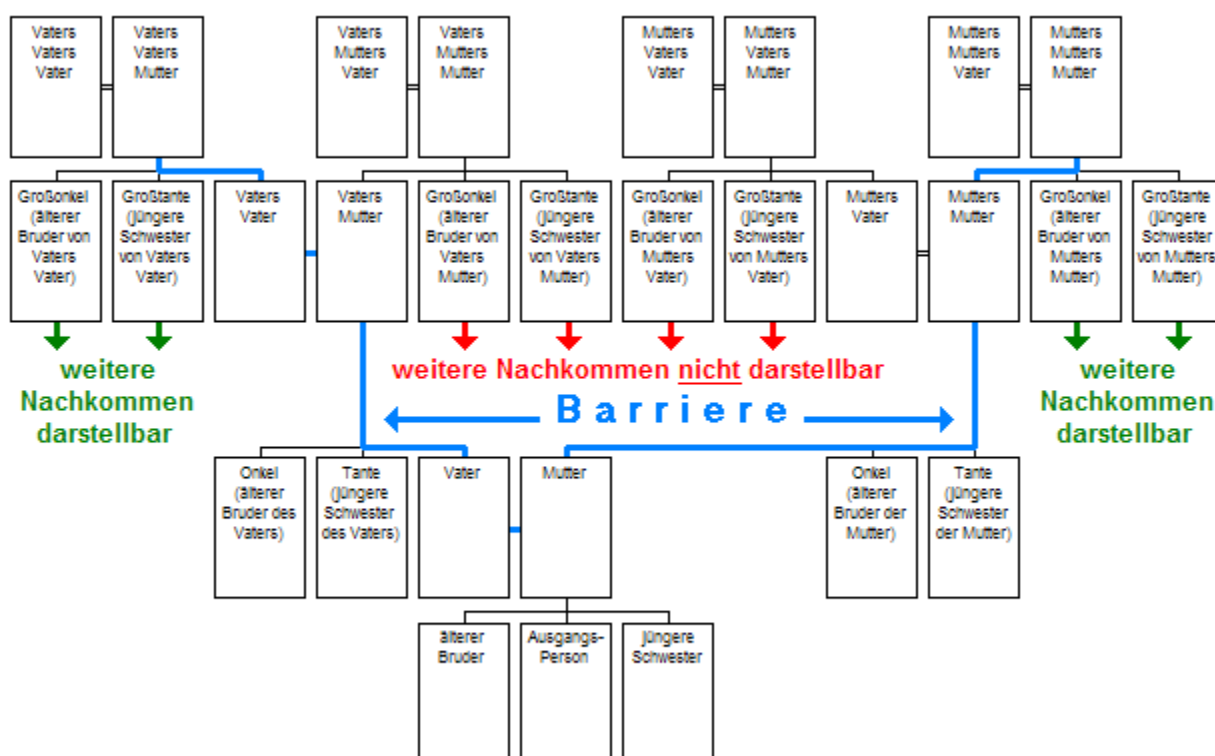 Vaters
Vaters
Vater
Vaters
Vaters
Mutter
Vaters
Mutters
Vater
Vaters
Mutters
Mutter
Mutters
Vaters
Vater
Mutters
Vaters
Mutter
Mutters
Mutters
Vater
Mutters
Mutters
Mutter
Großonkel
(älterer
Bruder von
Vaters
Vater)
Großtante
(jüngere
Schwester
von Vaters
Vater)
Vaters
Vater
Vaters
Mutter
Großonkel
(älterer
Bruder von
Vaters
Mutter)
Großtante
(jüngere
Schwester
von Vaters
Mutter)
Großonkel
(älterer
Bruder von
Mutters
Vater)
Großtante
(jüngere
Schwester
von Mutters
Vater)
Mutters
Vater
Mutters
Mutter
Großonkel
(älterer
Bruder von
Mutters
Mutter)
Großtante
(jüngere
Schwester
von Mutters
Mutter)
weitere
Nachkommen
darstellbar
weitere Nachkommen nicht darstellbar
weitere
Nachkommen
darstellbar
Barriere
Onkel
(älterer
Bruder des
Vaters)
Tante
(jüngere
Schwester
des Vaters)
Vater
Mutter
Onkel
(älterer
Bruder der
Mutter)
Tante
(jüngere
Schwester
der Mutter)
älterer
Bruder
Ausgangs-
Person
jüngere
Schwester